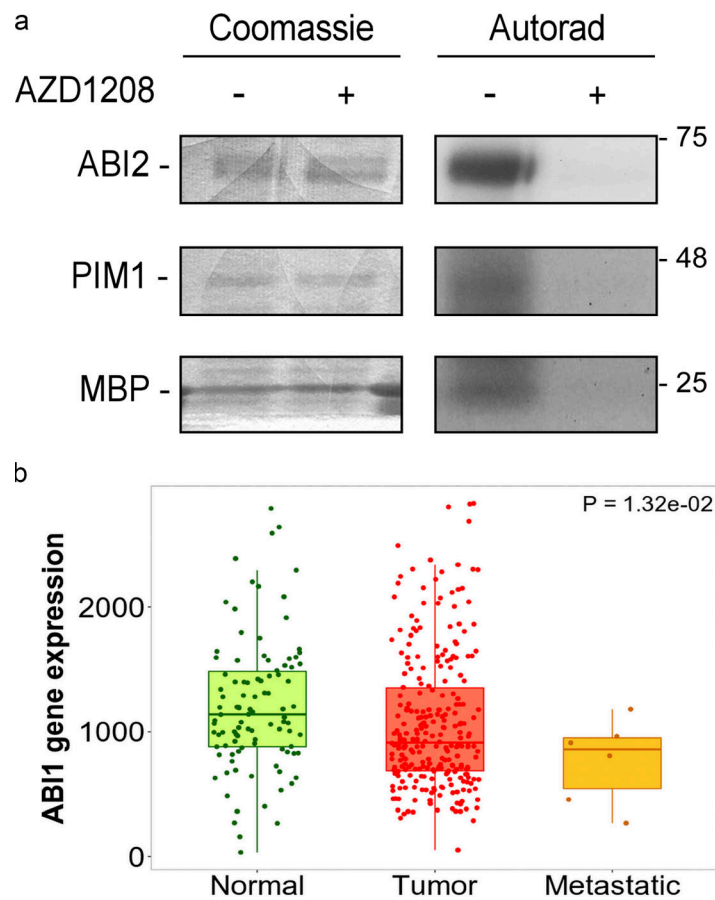 a
Coomassie Autorad
AZD1208 - + - +
ABI2 - - 75
PIM1 - - 48
MBP - - 25
b
P = 1.32e-02
ABI1 gene expression
2000
1000
0
Normal Tumor Metastatic